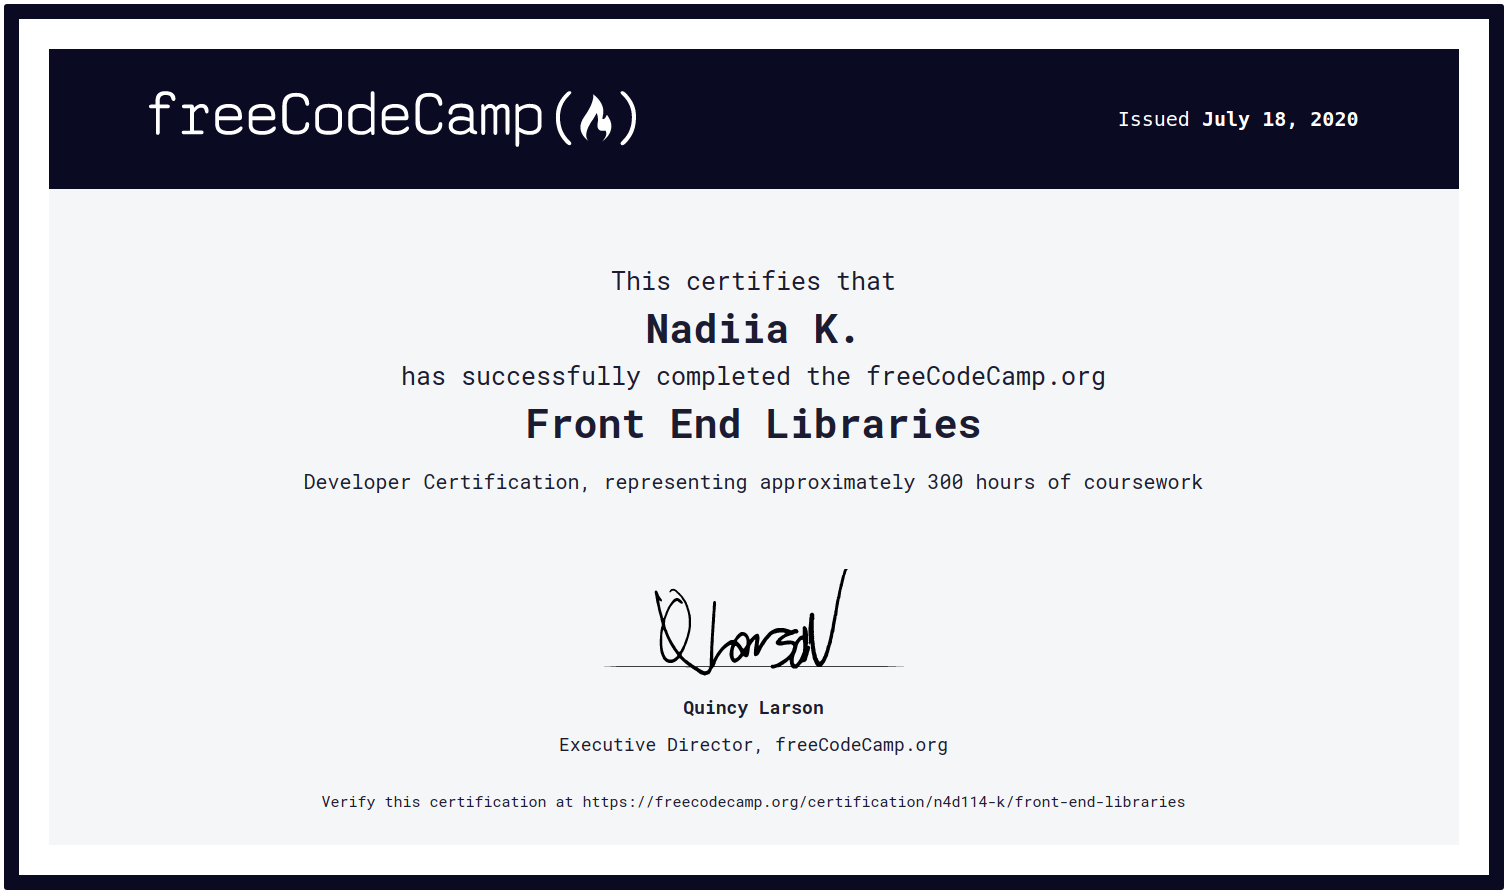 freeCodeCamp
Issued July 18, 2020
This certifies that
Nadiia K.
has successfully completed the freeCodeCamp.org
Front End Libraries
Developer Certification, representing approximately 300 hours of coursework
Q Larson
Quincy Larson
Executive Director, freeCodeCamp.org
Verify this certification at https://freecodecamp.org/certification/n4d114-k/front-end-libraries